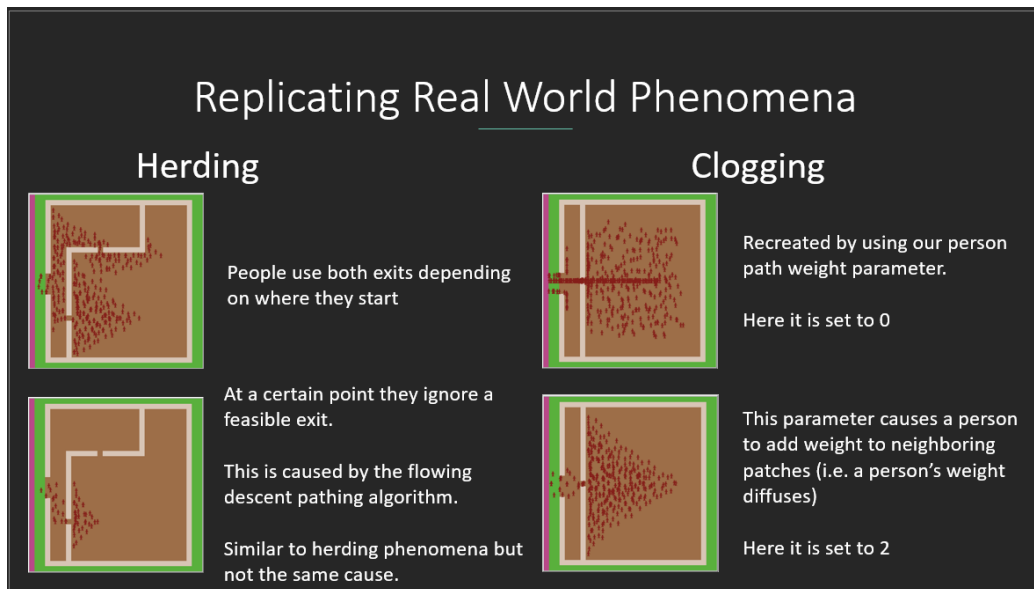 Replicating Real World Phenomena
Herding
People use both exits depending
on where they start
At a certain point they ignore a
feasible exit.
This is caused by the flowing
descent pathing algorithm.
Similar to herding phenomena but
not the same cause.
Clogging
Recreated by using our person
path weight parameter.
Here it is set to 0
This parameter causes a person
to add weight to neighboring
patches (i.e. a person’s weight
diffuses)
Here it is set to 2